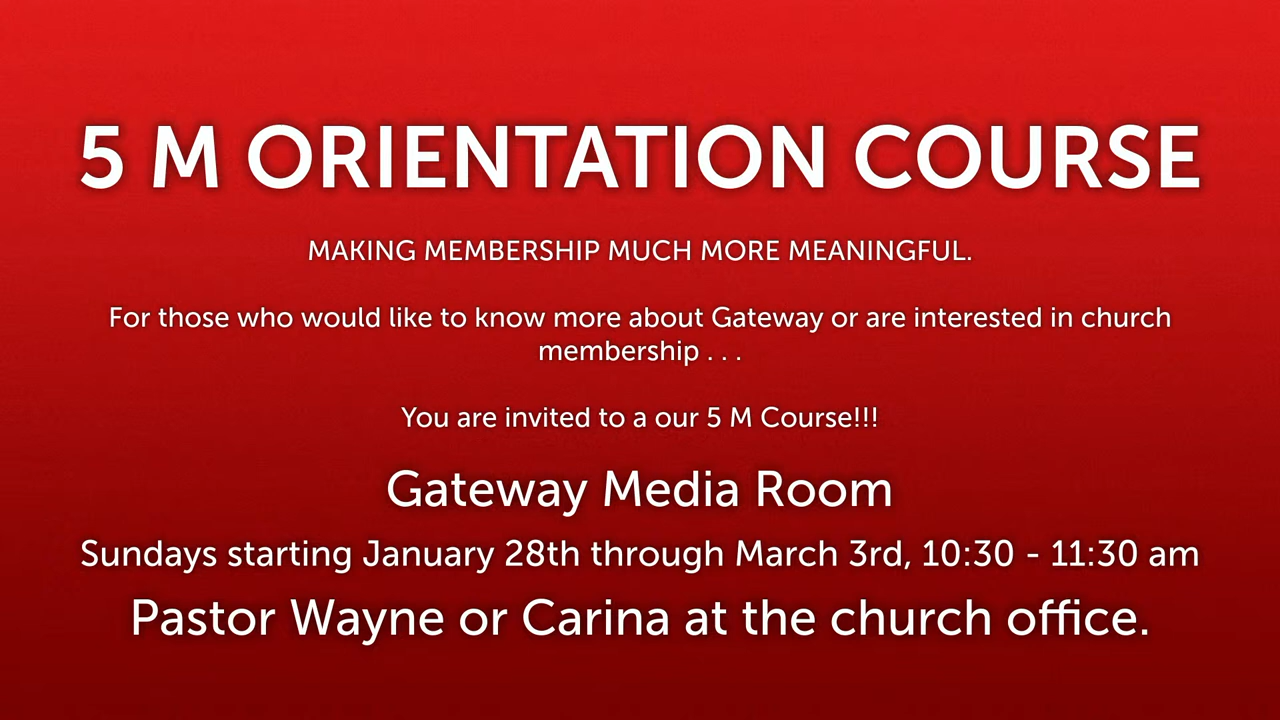 5 M ORIENTATION COURSE
MAKING MEMBERSHIP MUCH MORE MEANINGFUL.
For those who would like to know more about Gateway or are interested in church
membership . . .
You are invited to a our 5 M Course!!!
Gateway Media Room
Sundays starting January 28th through March 3rd, 10:30 - 11:30 am
Pastor Wayne or Carina at the church office.